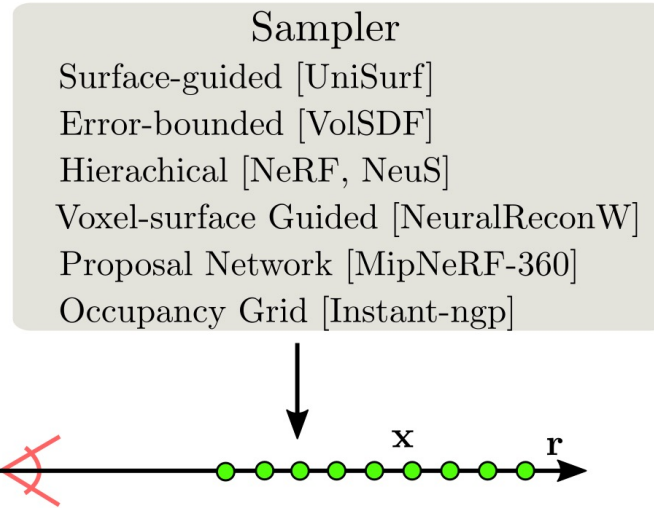 Sampler
Surface-guided [UniSurf]
Error-bounded [VolSDF]
Hierachical [NeRF, NeuS]
Voxel-surface Guided [NeuralReconW]
Proposal Network [MipNeRF-360]
Occupancy Grid [Instant-ngp]
x
r